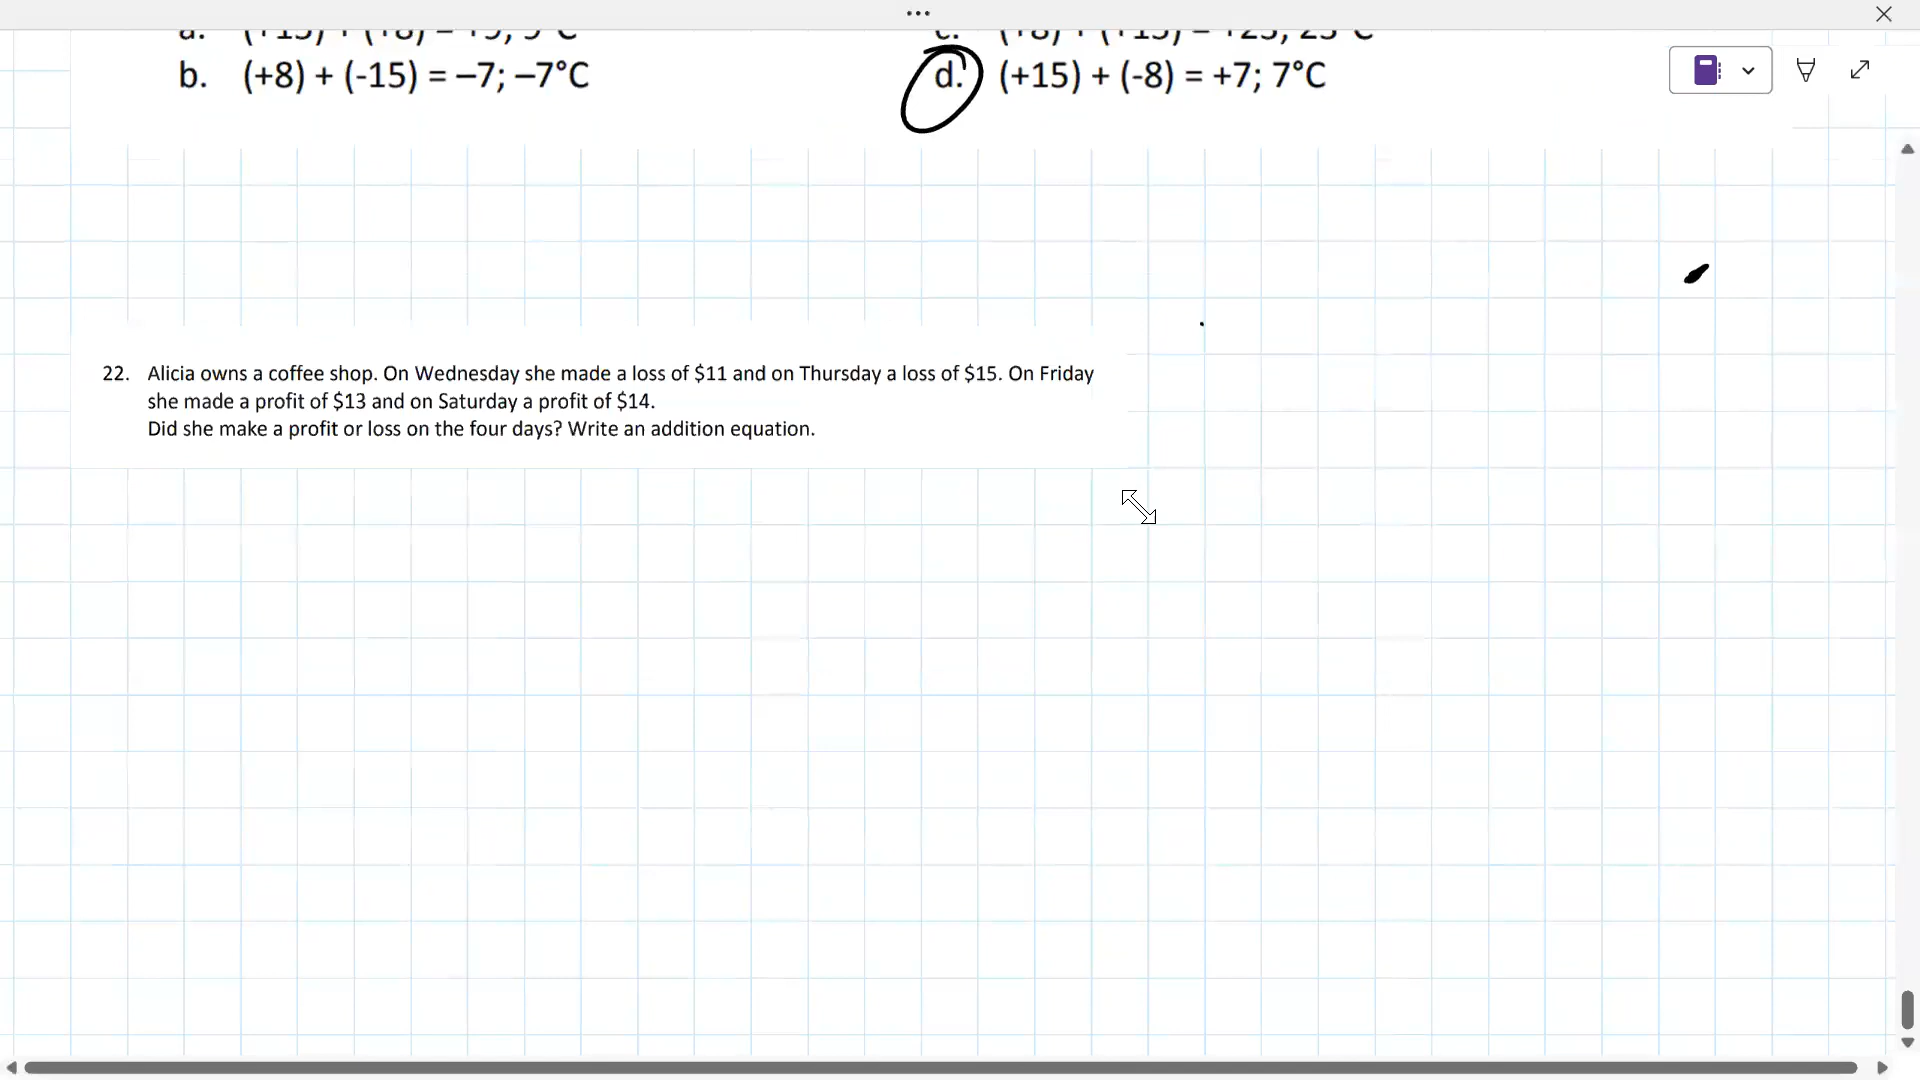 b. (+8) + (-15) = –7; –7°C
d. (+15) + (-8) = +7; 7°C
22. Alicia owns a coffee shop. On Wednesday she made a loss of $11 and on Thursday a loss of $15. On Friday
she made a profit of $13 and on Saturday a profit of $14.
Did she make a profit or loss on the four days? Write an addition equation.